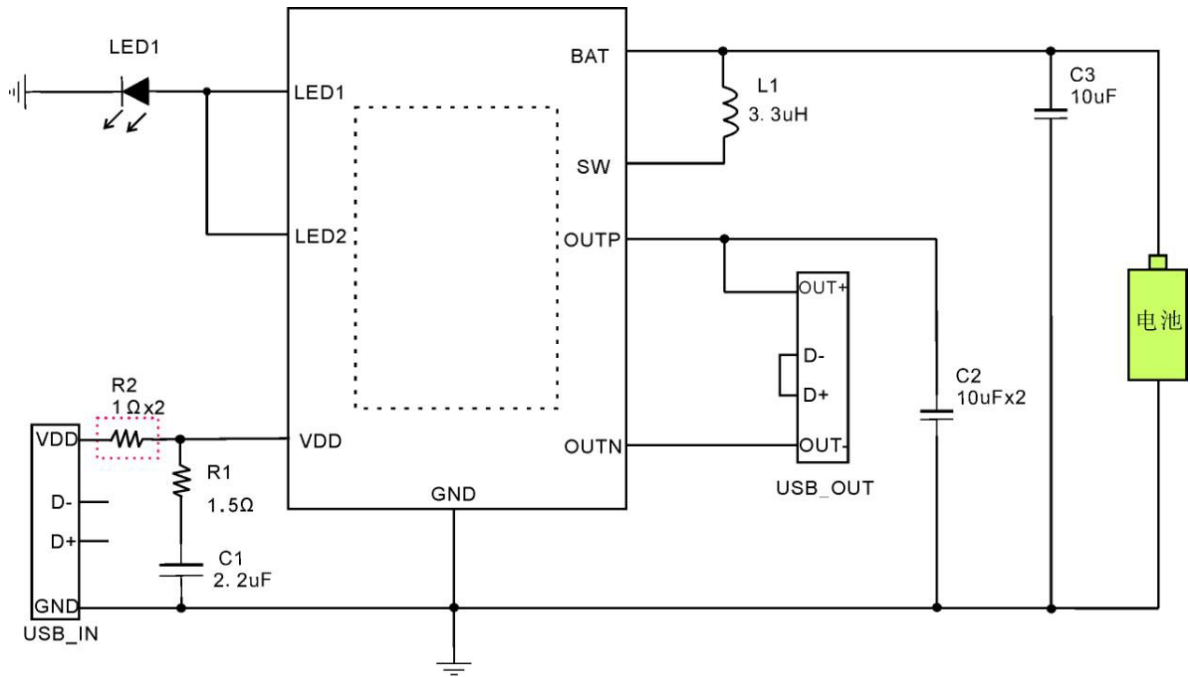 LED1
LED1
LED2
BAT
L1
3.3uH
SW
C3
10uF
OUTP
OUT+
D-
D+
OUT-
OUTN
USB_OUT
C2
10uFx2
电池
R2
1Ωx2
VDD
VDD
R1
1.5Ω
GND
D-
D+
C1
2.2uF
GND
USB_IN